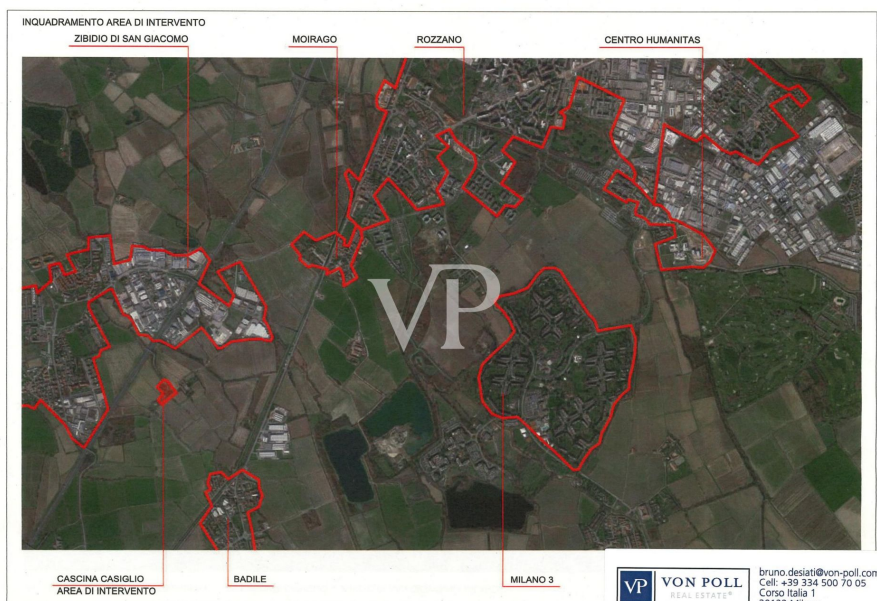 INQUADRAMENTO AREA DI INTERVENTO
ZIBIDIO DI SAN GIACOMO
MOIRAGO
ROZZANO
CENTRO HUMANITAS
VP
CASCINA CASIGLIO
AREA DI INTERVENTO
BADILE
MILANO 3
VP VON POLL
REAL ESTATE®
bruno.desiati@von-poll.com
Cell: +39 334 500 70 05
Corso Italia 1